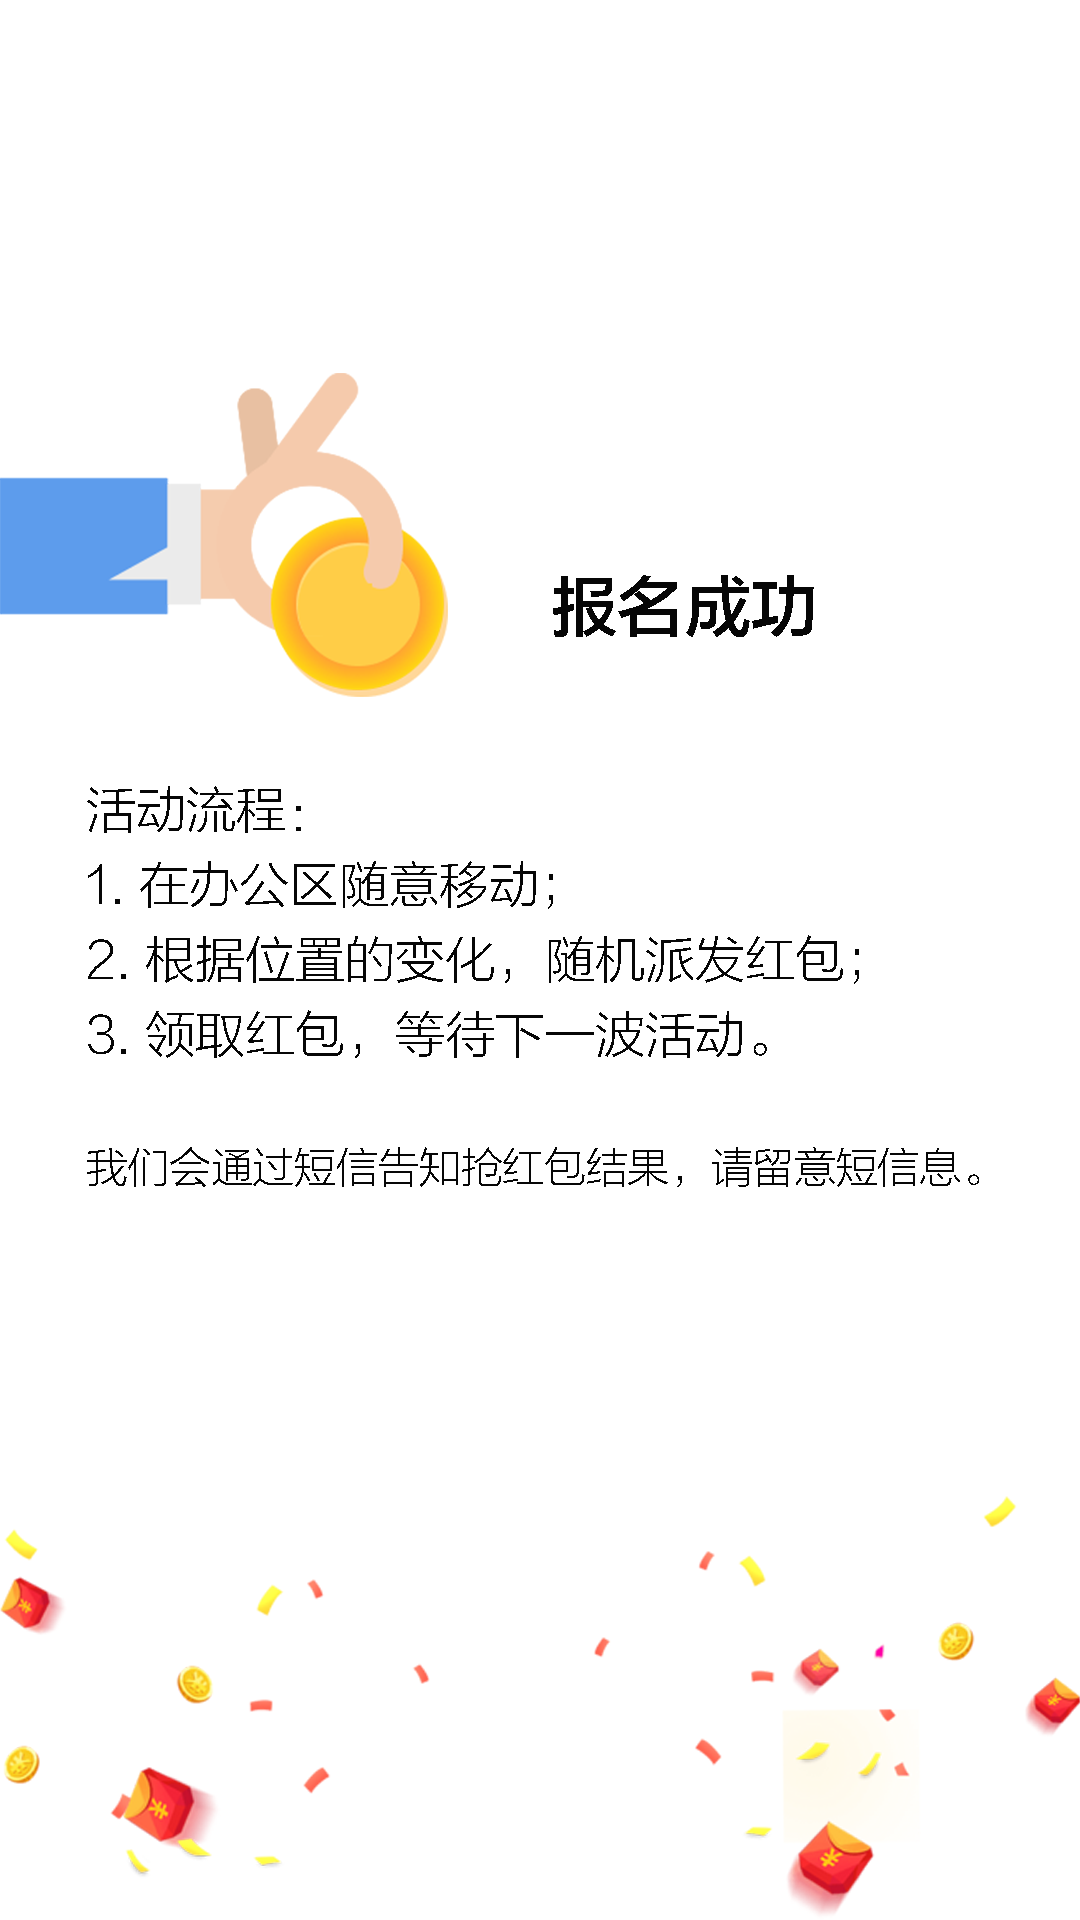 报名成功
活动流程：
1. 在办公区随意移动；
2. 根据位置的变化，随机派发红包；
3. 领取红包，等待下一波活动。
我们会通过短信告知抢红包结果，请留意短信息。